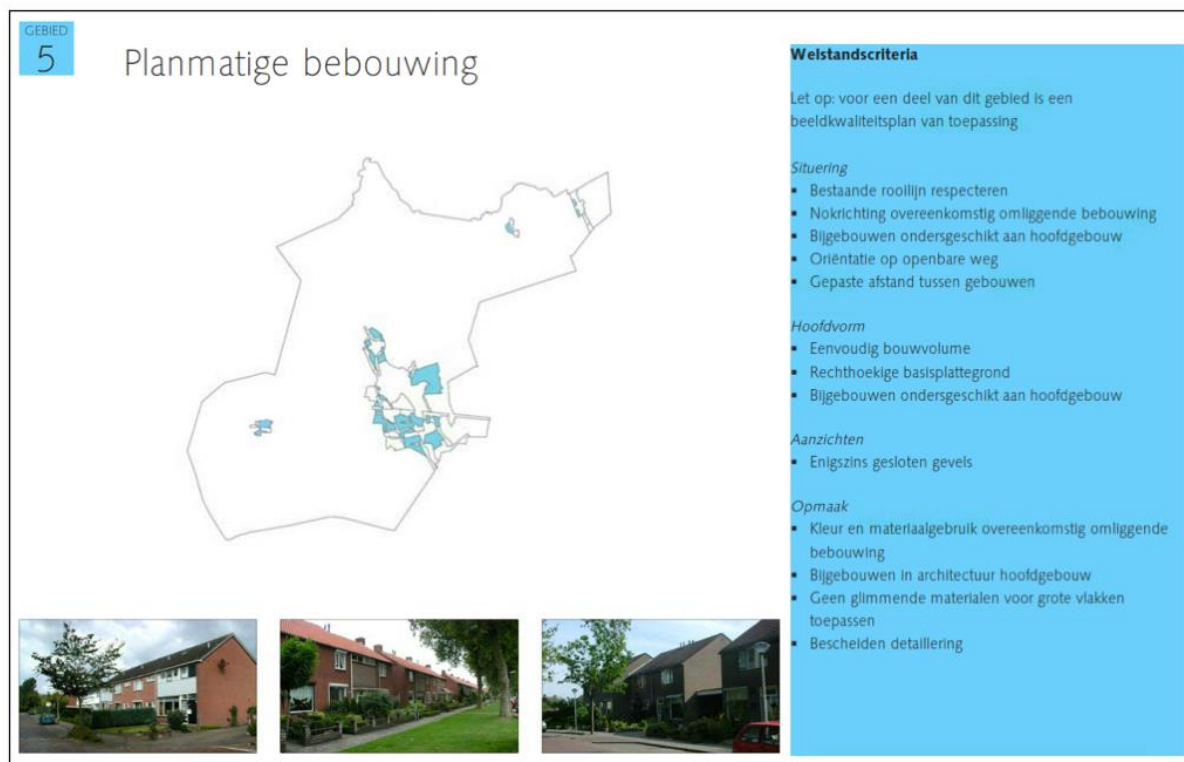 GEBIED
5
Planmatige bebouwing
Welstandscriteria
Let op: voor een deel van dit gebied is een
beeldkwaliteitsplan van toepassing
Situering
▪ Bestaande rooilijn respecteren
▪ Nokrichting overeenkomstig omliggende bebouwing
▪ Bijgebouwen ondersgeschikt aan hoofdgebouw
▪ Oriëntatie op openbare weg
▪ Gepaste afstand tussen gebouwen
Hoofdvorm
▪ Eenvoudig bouwvolume
▪ Rechthoekige basisplattegrond
▪ Bijgebouwen ondersgeschikt aan hoofdgebouw
Aanzichten
▪ Enigszins gesloten gevels
Opmaak
▪ Kleur en materiaalgebruik overeenkomstig omliggende
bebouwing
▪ Bijgebouwen in architectuur hoofdgebouw
▪ Geen glimmende materialen voor grote vlakken
toepassen
▪ Bescheiden detaillering